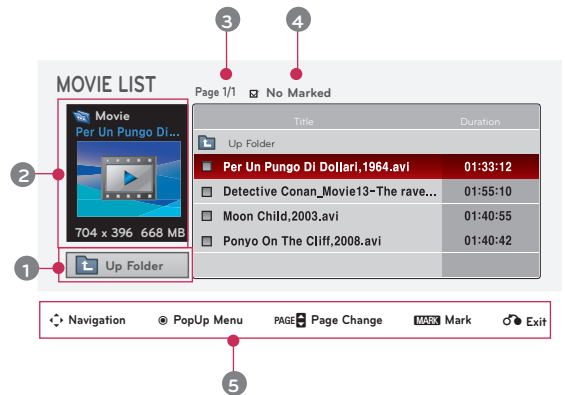 3
4
MOVIE LIST
Page 1/1 No Marked
Movie
Per Un Pungo Di...
704 x 396 668 MB
Up Folder
Title Duration
Up Folder
Per Un Pungo Di Dollari,1964.avi 01:33:12
Detective Conan_Movie13-The rave... 01:55:10
Moon Child,2003.avi 01:40:55
Ponyo On The Cliff,2008.avi 01:40:42
2
1
Navigation PopUp Menu PAGE Page Change MARK Mark Exit
5